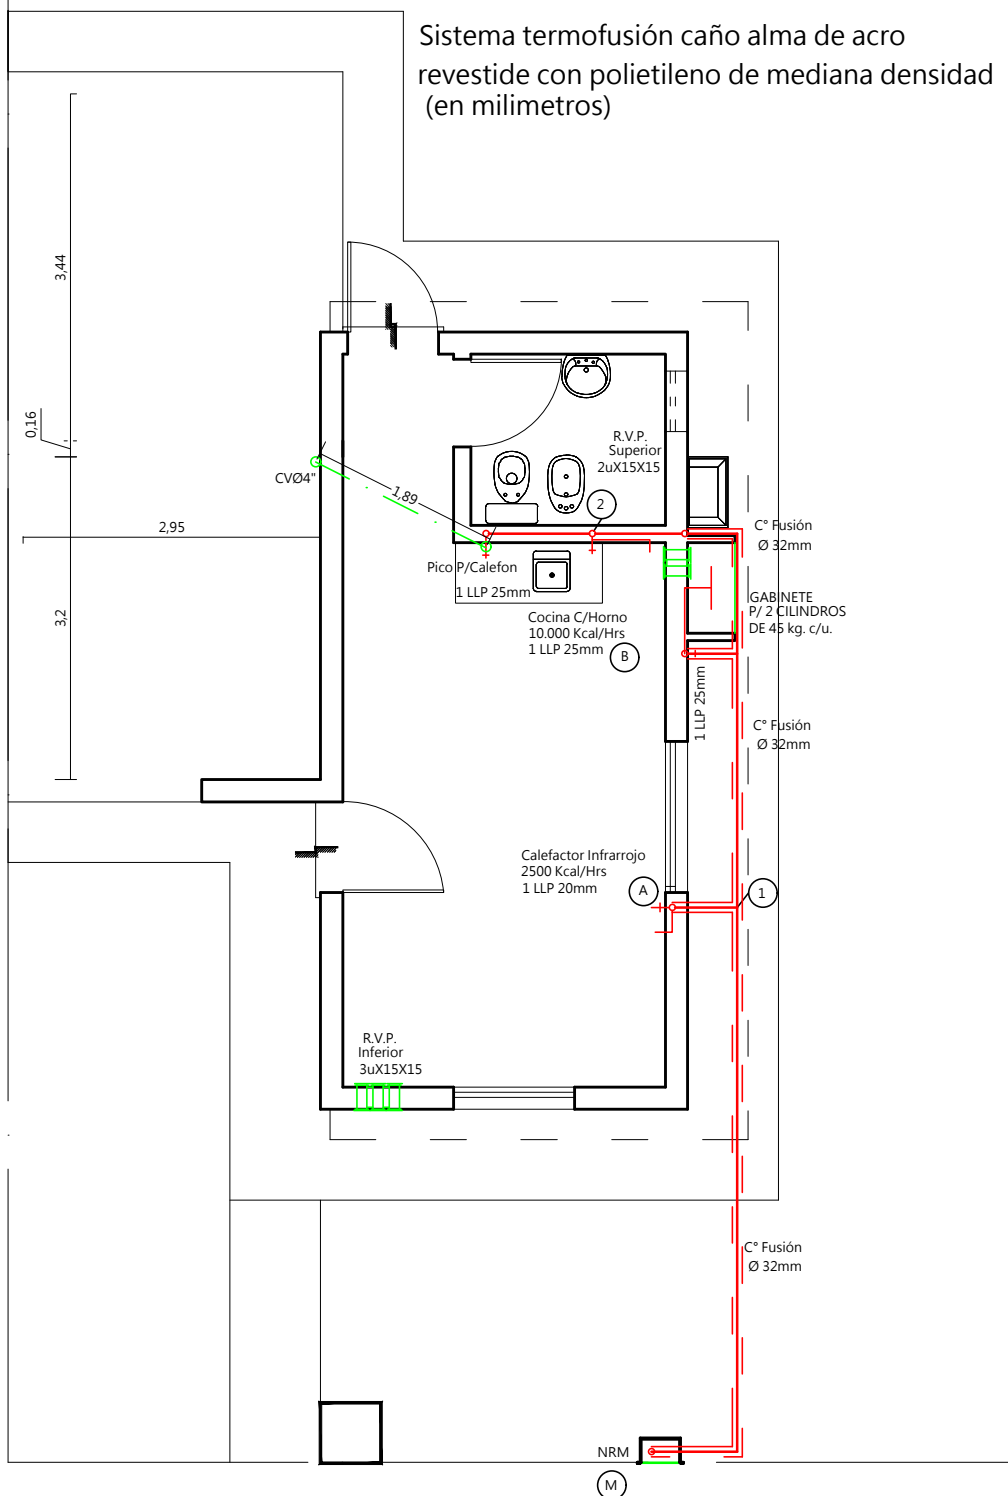 Sistema termofusión caño alma de acro
revestide con polietileno de mediana densidad
(en milimetros)
3,44
0,16
CVØ4"
1,89
2,95
3,2
R.V.P.
Superior
2uX15X15
2
C° Fusión
Ø 32mm
Pico P/Calefon
1 LLP 25mm
Cocina C/Horno
10.000 Kcal/Hrs
1 LLP 25mm
B
GABINETE
P/ 2 CILINDROS
DE 45 kg. c/u.
1 LLP 25mm
C° Fusión
Ø 32mm
Calefactor Infrarrojo
2500 Kcal/Hrs
1 LLP 20mm
A
1
R.V.P.
Inferior
3uX15X15
C° Fusión
Ø 32mm
NRM
M